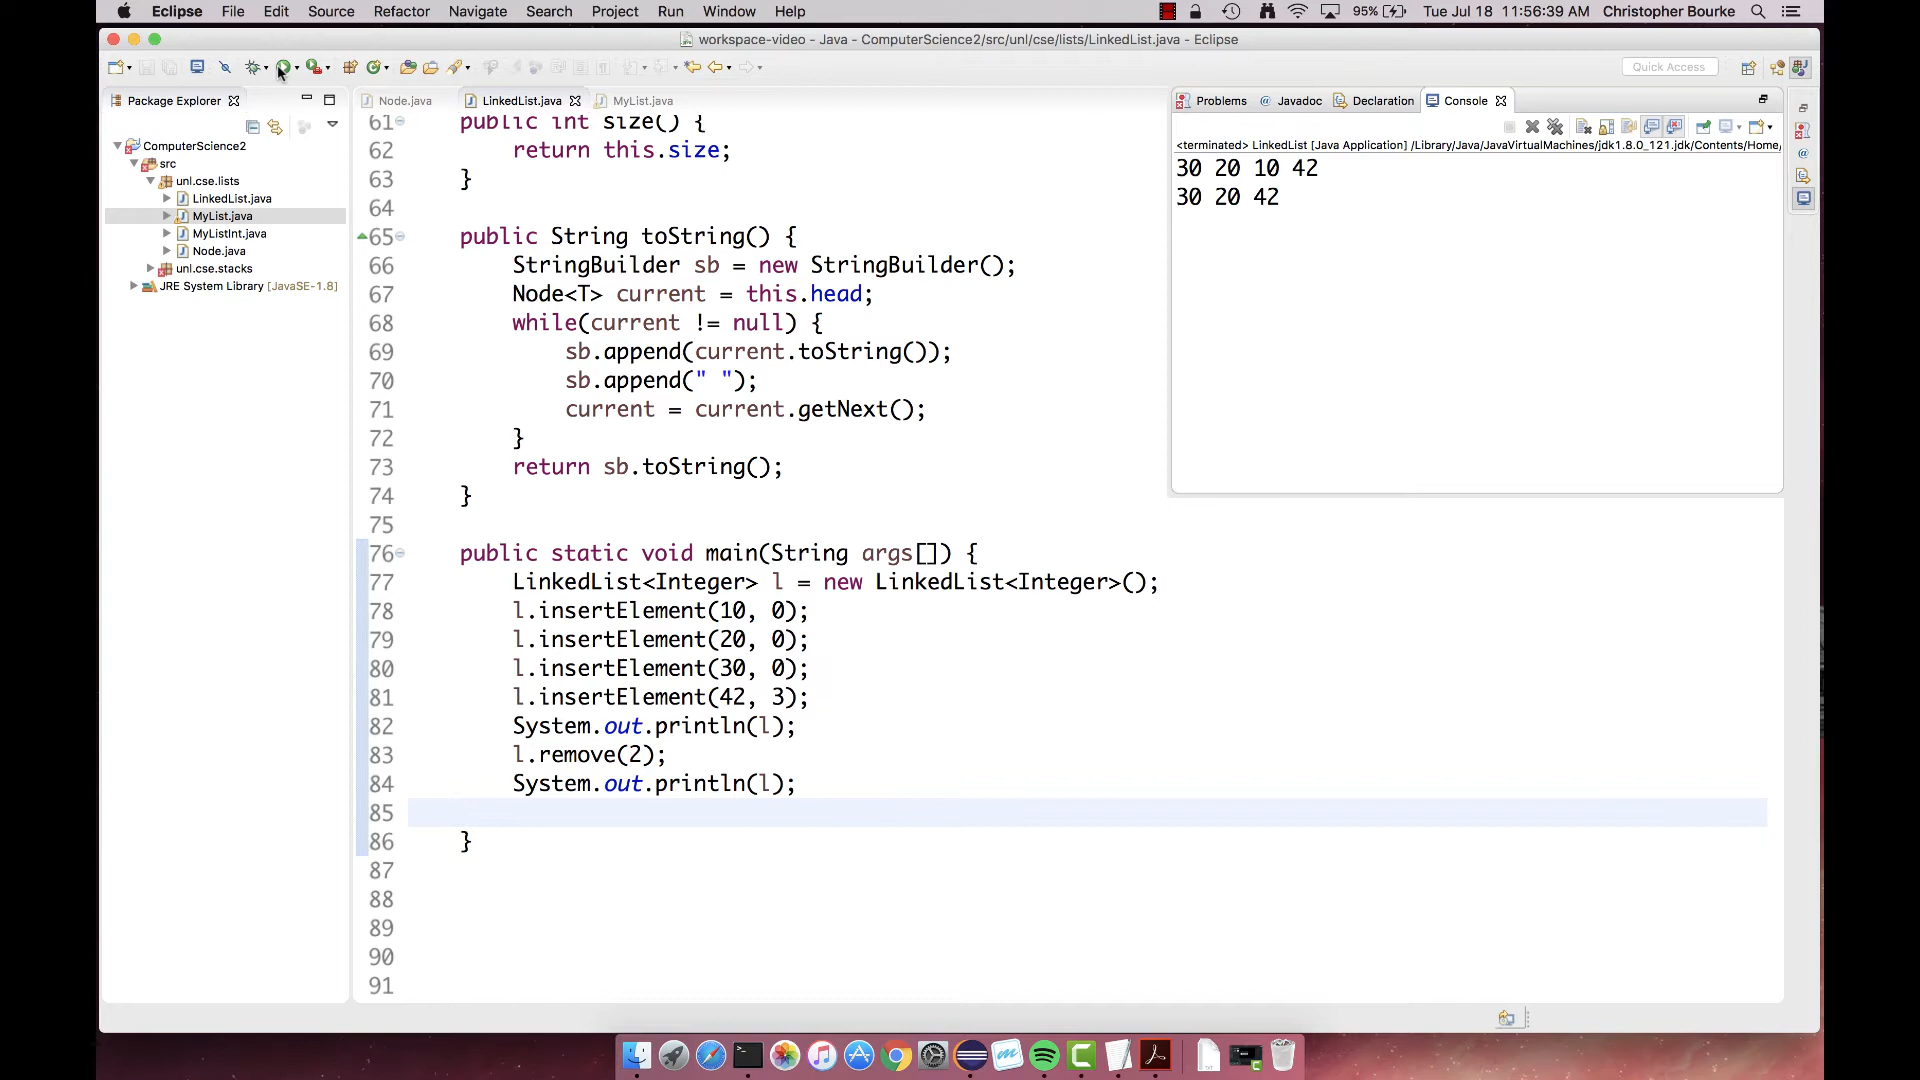 Eclipse File Edit Source Refactor Navigate Search Project Run Window Help 95% Tue Jul 18 11:56:39 AM Christopher Bourke
workspace-video - Java - ComputerScience2/src/unl/cse/lists/LinkedList.java - Eclipse
Quick Access
Package Explorer
ComputerScience2
src
unl.cse.lists
LinkedList.java
MyList.java
MyListInt.java
Node.java
unl.cse.stacks
JRE System Library [JavaSE-1.8]
Node.java LinkedList.java MyList.java
61 public int size() {
62 return this.size;
63 }
64
65 public String toString() {
66 StringBuilder sb = new StringBuilder();
67 Node<T> current = this.head;
68 while(current != null) {
69 sb.append(current.toString());
70 sb.append(" ");
71 current = current.getNext();
72 }
73 return sb.toString();
74 }
75
76 public static void main(String args[]) {
77 LinkedList<Integer> l = new LinkedList<Integer>();
78 l.insertElement(10, 0);
79 l.insertElement(20, 0);
80 l.insertElement(30, 0);
81 l.insertElement(42, 3);
82 System.out.println(l);
83 l.remove(2);
84 System.out.println(l);
85
86 }
87
88
89
90
91
Problems Javadoc Declaration Console
<terminated> LinkedList [Java Application] /Library/Java/JavaVirtualMachines/jdk1.8.0_121.jdk/Contents/Home,
30 20 10 42
30 20 42